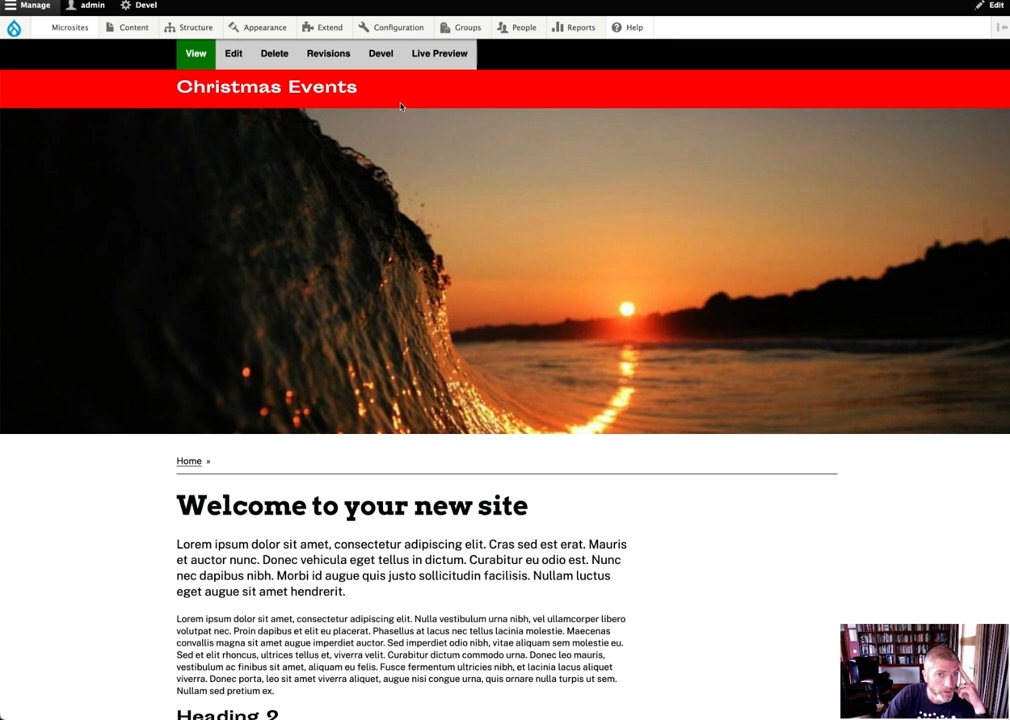 Manage admin Devel Edit
Microsites Content Structure Appearance Extend Configuration Groups People Reports Help
View Edit Delete Revisions Devel Live Preview
Christmas Events
Home »
Welcome to your new site
Lorem ipsum dolor sit amet, consectetur adipiscing elit. Cras sed est erat. Mauris
et auctor nunc. Donec vehicula eget tellus in dictum. Curabitur eu odio est. Nunc
nec dapibus nibh. Morbi id augue quis justo sollicitudin facilisis. Nullam luctus
eget augue sit amet hendrerit.
Lorem ipsum dolor sit amet, consectetur adipiscing elit. Nulla vestibulum urna nibh, vel ullamcorper libero
volutpat nec. Proin dapibus et elit eu placerat. Phasellus at lacus nec tellus lacinia molestie. Maecenas
convallis magna sit amet augue imperdiet auctor. Sed imperdiet odio nibh, vitae aliquam sem molestie eu.
Sed et elit rhoncus, ultrices tellus et, viverra velit. Curabitur dictum commodo urna. Donec leo mauris,
vestibulum ac finibus sit amet, aliquam eu felis. Fusce fermentum ultricies nibh, et lacinia lacus aliquet
viverra. Donec porta, leo sit amet viverra aliquet, augue nisi congue urna, quis ornare nulla turpis ut sem.
Nullam sed pretium ex.
Heading 2